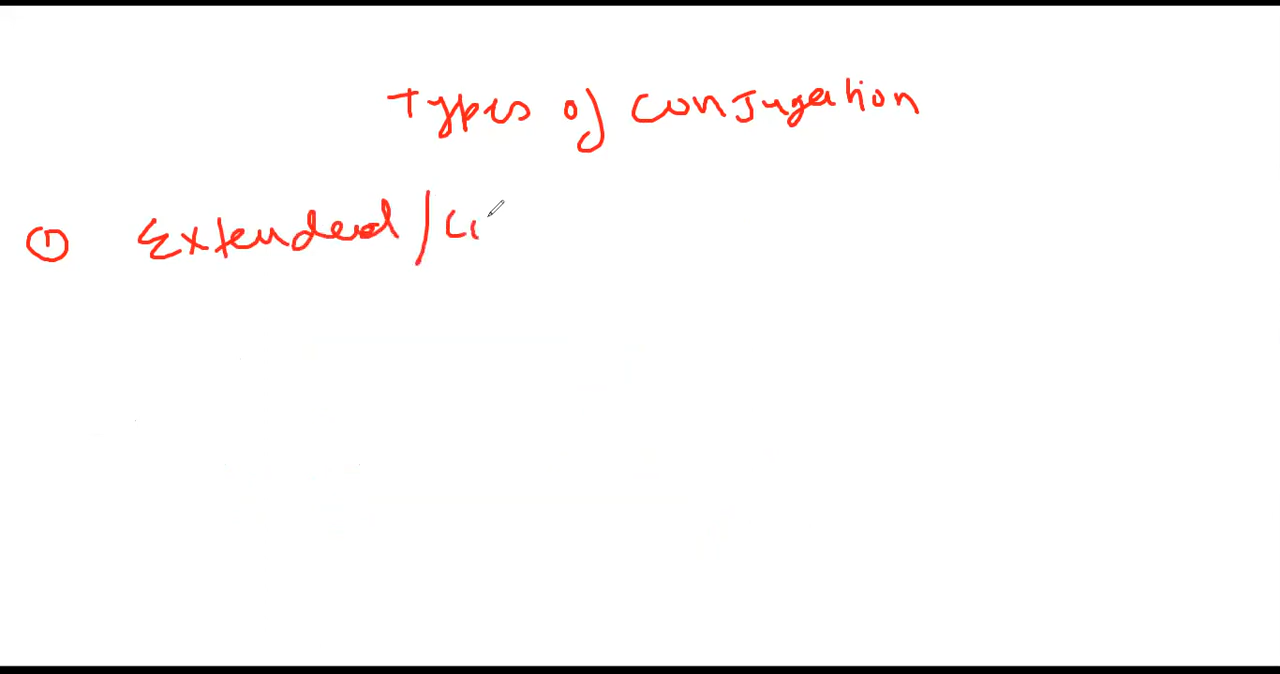 Types of conjugation
① Extended /